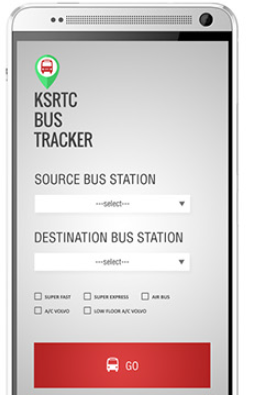 KSRTC
BUS
TRACKER
SOURCE BUS STATION
---select---
DESTINATION BUS STATION
---select---
SUPER FAST SUPER EXPRESS AIR BUS
A/C VOLVO LOW FLOOR A/C VOLVO
GO